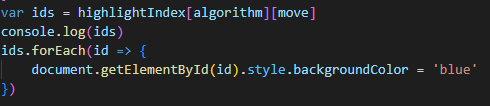 var ids = highlightIndex[algorithm][move]
console.log(ids)
ids.forEach(id => {
    document.getElementById(id).style.backgroundColor = 'blue'
})